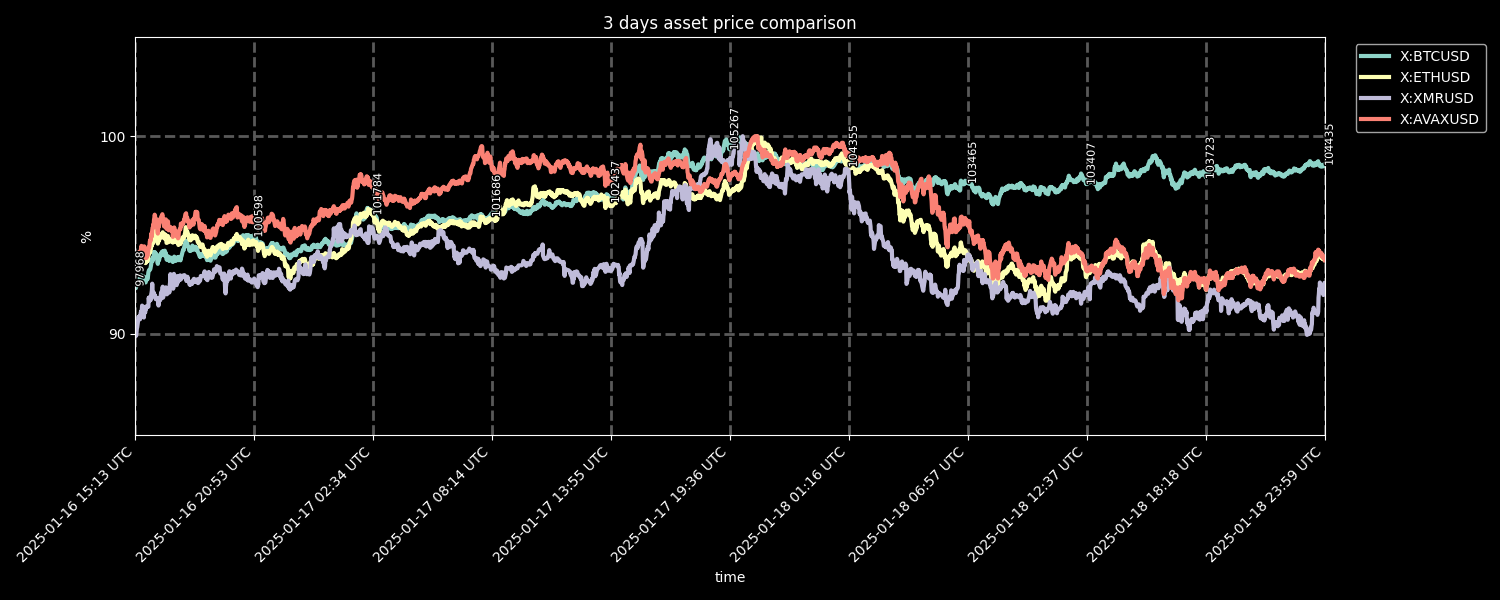 3 days asset price comparison
X:BTCUSD
X:ETHUSD
X:XMRUSD
X:AVAXUSD
100
90
%
97968
105598
101784
101686
102437
105267
104355
103465
103407
103723
104435
2025-01-16 15:13 UTC
2025-01-16 20:53 UTC
2025-01-17 02:34 UTC
2025-01-17 08:14 UTC
2025-01-17 13:55 UTC
2025-01-17 19:36 UTC
2025-01-18 01:16 UTC
2025-01-18 06:57 UTC
2025-01-18 12:37 UTC
2025-01-18 18:18 UTC
2025-01-18 23:59 UTC
time